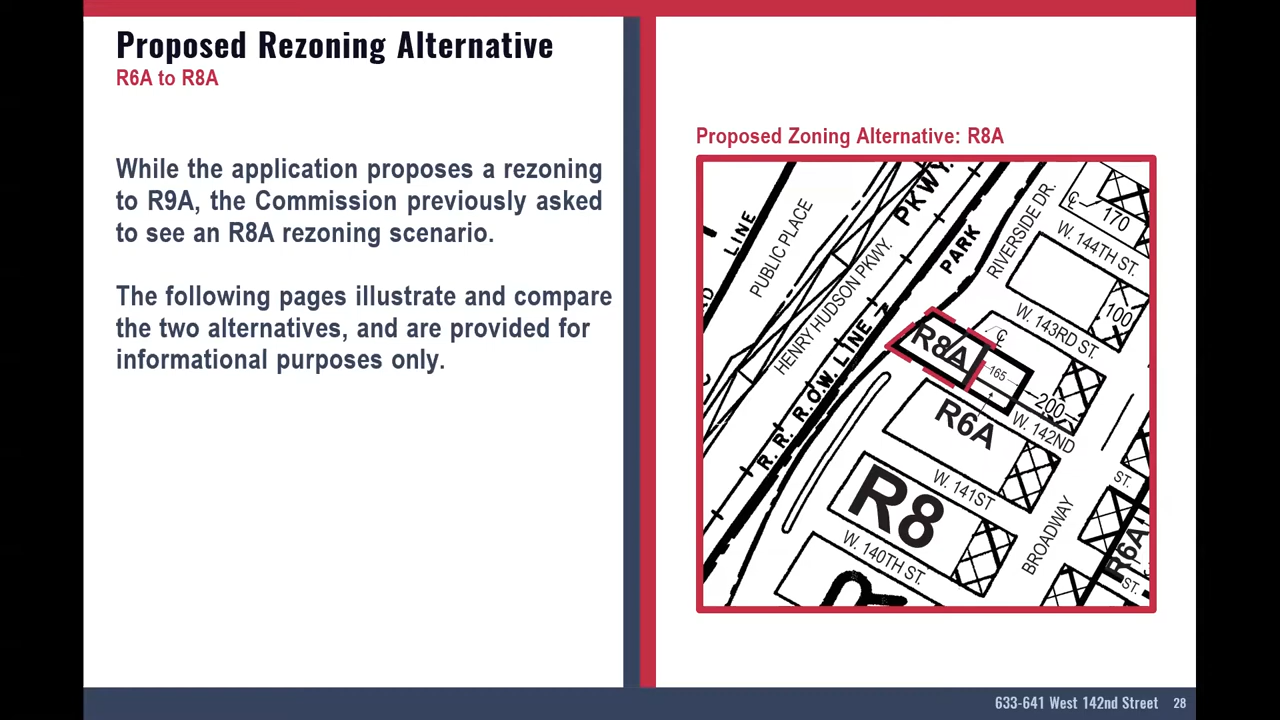 Proposed Rezoning Alternative
R6A to R8A
While the application proposes a rezoning
to R9A, the Commission previously asked
to see an R8A rezoning scenario.
The following pages illustrate and compare
the two alternatives, and are provided for
informational purposes only.
Proposed Zoning Alternative: R8A
LINE
PUBLIC PLACE
HENRY HUDSON PKWY.
PKWY.
PARK
RIVERSIDE DR.
R. R. R.O.W. LINE
170
W. 144TH ST.
100
W. 143RD ST.
R8A
165
200
W. 142ND
R6A
W. 141ST
ST.
R8
BROADWAY
R6A
W. 140TH ST.
ST.
R
633-641 West 142nd Street 28